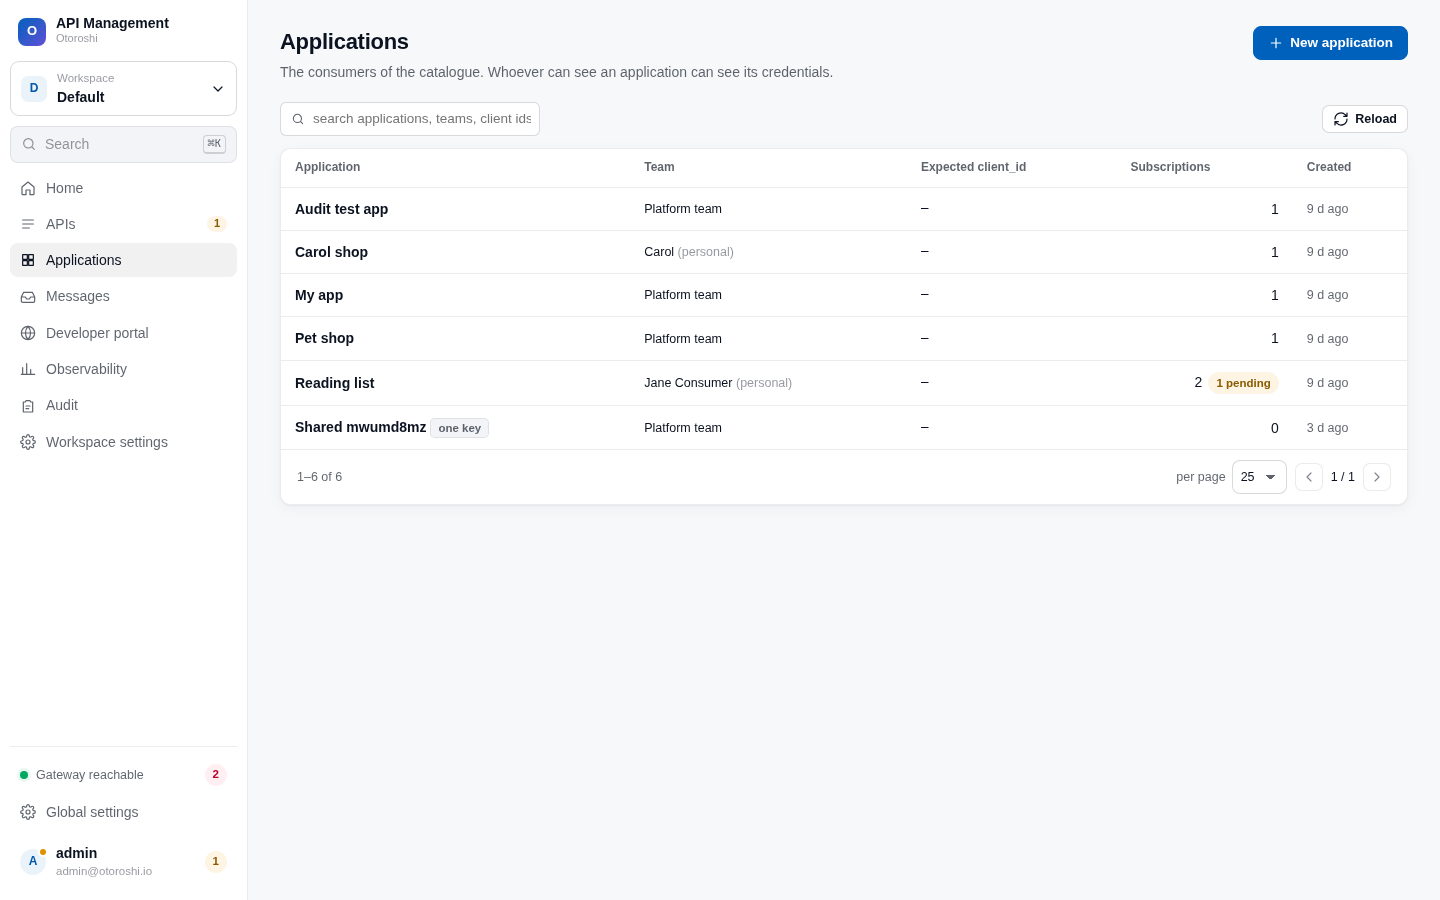 O
API Management
Otoroshi
D
Workspace
Default
Search
⌘K
Home
APIs
1
Applications
Messages
Developer portal
Observability
Audit
Workspace settings
Gateway reachable
2
Global settings
A
admin
admin@otoroshi.io
1
Applications
New application
The consumers of the catalogue. Whoever can see an application can see its credentials.
search applications, teams, client ids
Reload
Application Team Expected client_id Subscriptions Created
Audit test app Platform team – 1 9 d ago
Carol shop Carol (personal) – 1 9 d ago
My app Platform team – 1 9 d ago
Pet shop Platform team – 1 9 d ago
Reading list Jane Consumer (personal) – 2 1 pending 9 d ago
Shared mwumd8mz one key Platform team – 0 3 d ago
1–6 of 6 per page 25 1 / 1